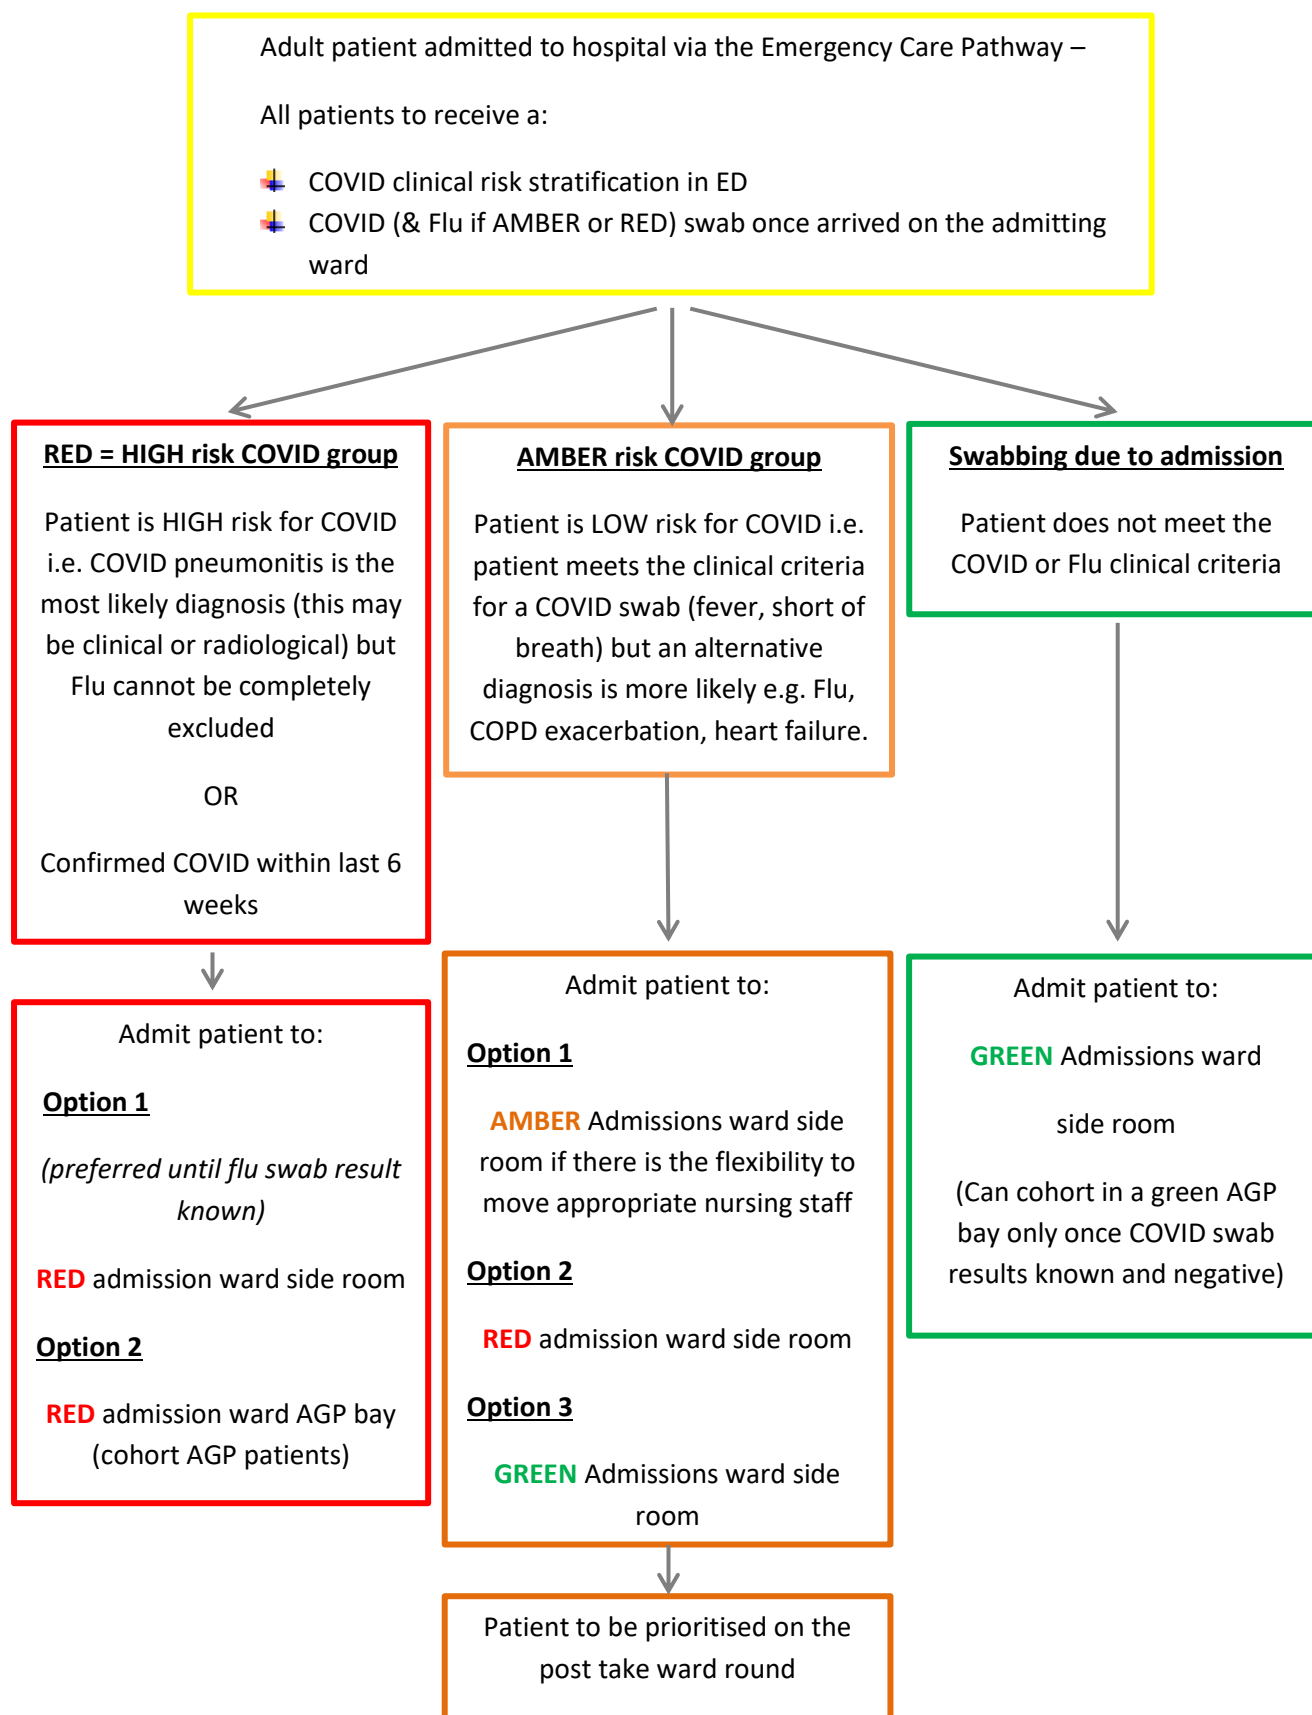 Adult patient admitted to hospital via the Emergency Care Pathway –
All patients to receive a:
COVID clinical risk stratification in ED
COVID (& Flu if AMBER or RED) swab once arrived on the admitting
ward
RED = HIGH risk COVID group
Patient is HIGH risk for COVID
i.e. COVID pneumonitis is the
most likely diagnosis (this may
be clinical or radiological) but
Flu cannot be completely
excluded
OR
Confirmed COVID within last 6
weeks
Admit patient to:
Option 1
(preferred until flu swab result
known)
RED admission ward side room
Option 2
RED admission ward AGP bay
(cohort AGP patients)
AMBER risk COVID group
Patient is LOW risk for COVID i.e.
patient meets the clinical criteria
for a COVID swab (fever, short of
breath) but an alternative
diagnosis is more likely e.g. Flu,
COPD exacerbation, heart failure.
Admit patient to:
Option 1
AMBER Admissions ward side
room if there is the flexibility to
move appropriate nursing staff
Option 2
RED admission ward side room
Option 3
GREEN Admissions ward side
room
Patient to be prioritised on the
post take ward round
Swabbing due to admission
Patient does not meet the
COVID or Flu clinical criteria
Admit patient to:
GREEN Admissions ward
side room
(Can cohort in a green AGP
bay only once COVID swab
results known and negative)